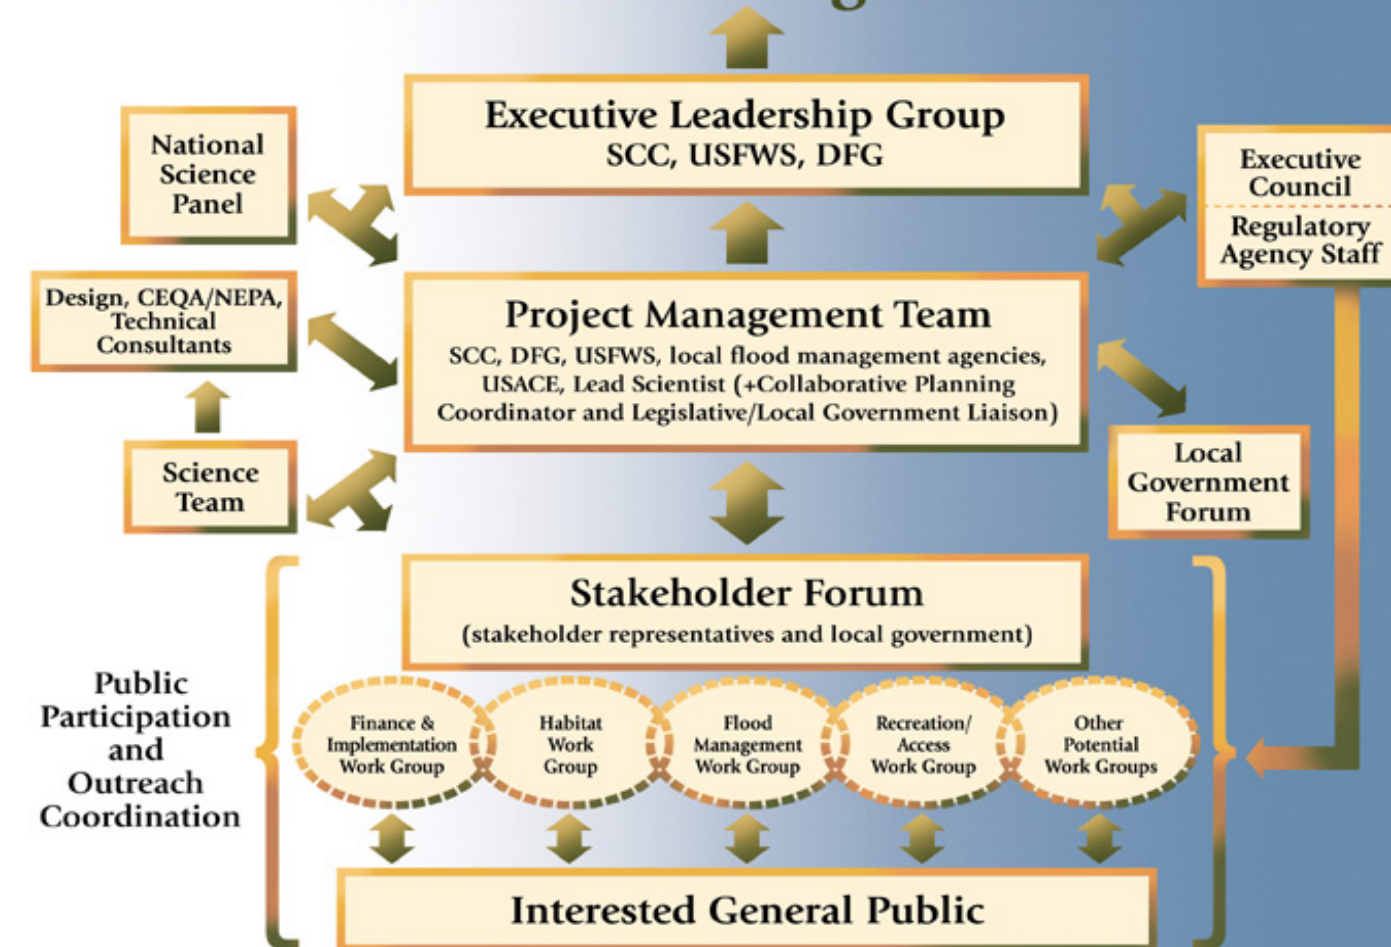 Executive Leadership Group
SCC, USFWS, DFG
National
Science
Panel
Executive
Council
Regulatory
Agency Staff
Design, CEQA/NEPA,
Technical
Consultants
Project Management Team
SCC, DFG, USFWS, local flood management agencies,
USACE, Lead Scientist (+Collaborative Planning
Coordinator and Legislative/Local Government Liaison)
Science
Team
Local
Government
Forum
Stakeholder Forum
(stakeholder representatives and local government)
Public
Participation
and
Outreach
Coordination
Finance &
Implementation
Work Group
Habitat
Work
Group
Flood
Management
Work Group
Recreation/
Access
Work Group
Other
Potential
Work Groups
Interested General Public